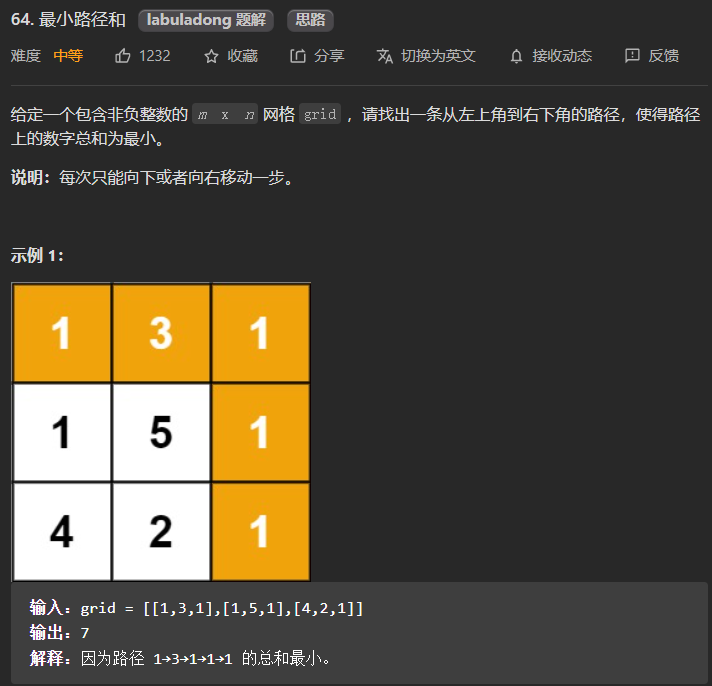 64. 最小路径和 labuladong 题解 思路
难度 中等 1232 收藏 分享 切换为英文 接收动态 反馈
给定一个包含非负整数的 m x n 网格 grid ，请找出一条从左上角到右下角的路径，使得路径
上的数字总和为最小。
说明：每次只能向下或者向右移动一步。
示例 1：
1 3 1
1 5 1
4 2 1
输入：grid = [[1,3,1],[1,5,1],[4,2,1]]
输出：7
解释：因为路径 1→3→1→1→1 的总和最小。